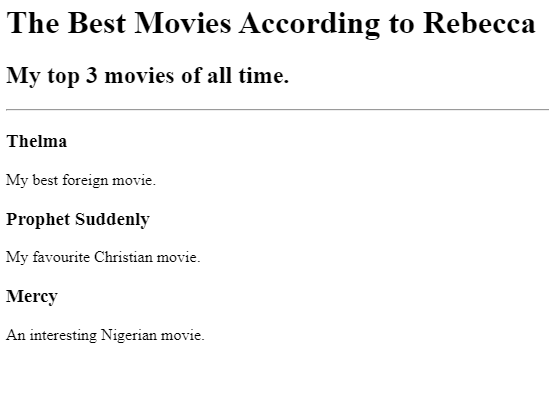 The Best Movies According to Rebecca
My top 3 movies of all time.
Thelma
My best foreign movie.
Prophet Suddenly
My favourite Christian movie.
Mercy
An interesting Nigerian movie.